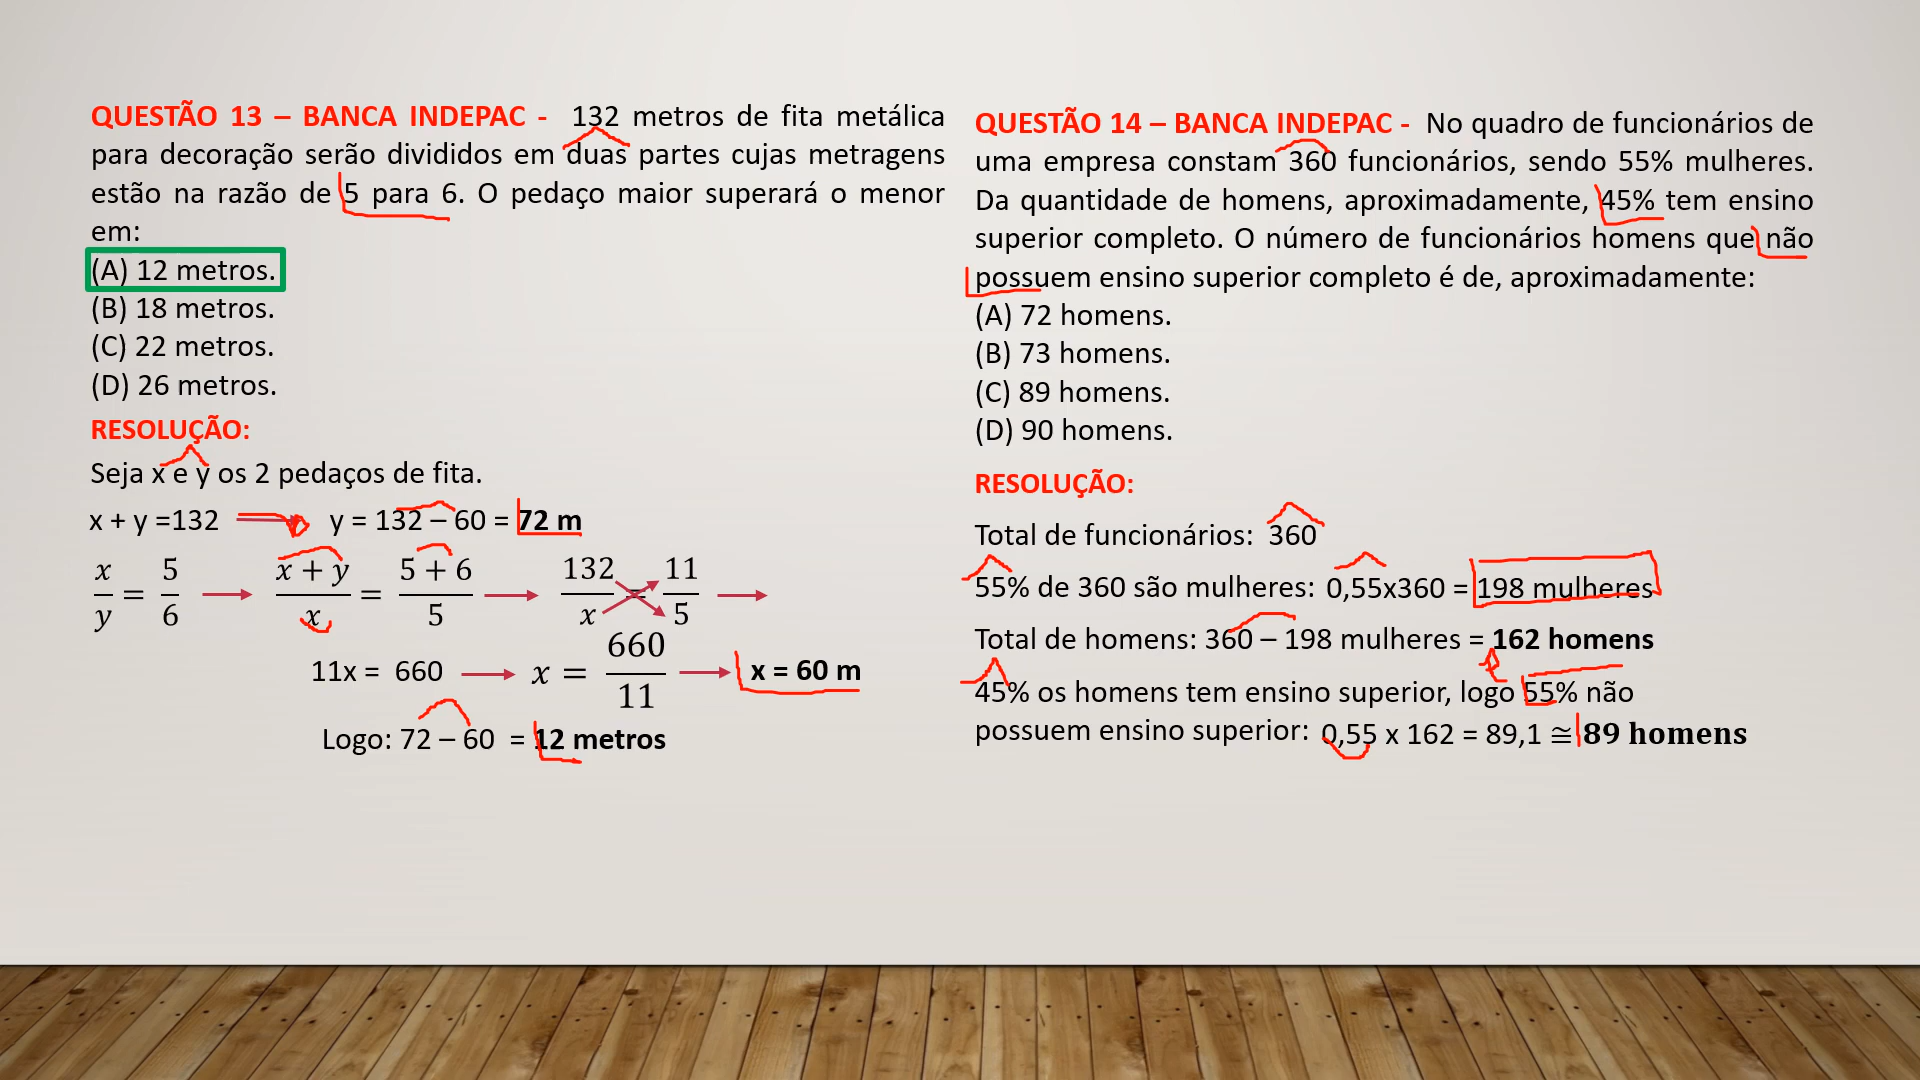 QUESTÃO 13 – BANCA INDEPAC - 132 metros de fita metálica
para decoração serão divididos em duas partes cujas metragens
estão na razão de 5 para 6. O pedaço maior superará o menor
em:
(A) 12 metros.
(B) 18 metros.
(C) 22 metros.
(D) 26 metros.
RESOLUÇÃO:
Seja x e y os 2 pedaços de fita.
x + y =132 → y = 132 – 60 = 72 m
x/y = 5/6 → (x + y)/x = (5 + 6)/5 → 132/x = 11/5 →
11x = 660 → x = 660/11 → x = 60 m
Logo: 72 – 60 = 12 metros
QUESTÃO 14 – BANCA INDEPAC - No quadro de funcionários de
uma empresa constam 360 funcionários, sendo 55% mulheres.
Da quantidade de homens, aproximadamente, 45% tem ensino
superior completo. O número de funcionários homens que não
possuem ensino superior completo é de, aproximadamente:
(A) 72 homens.
(B) 73 homens.
(C) 89 homens.
(D) 90 homens.
RESOLUÇÃO:
Total de funcionários: 360
55% de 360 são mulheres: 0,55x360 = 198 mulheres
Total de homens: 360 – 198 mulheres = 162 homens
45% os homens tem ensino superior, logo 55% não
possuem ensino superior: 0,55 x 162 = 89,1 ≅ 89 homens